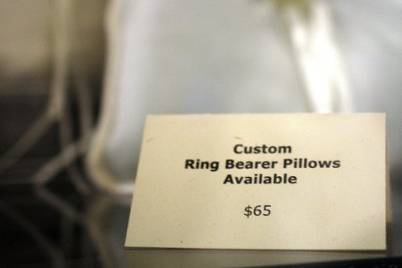 Custom
Ring Bearer Pillows
Available
$65